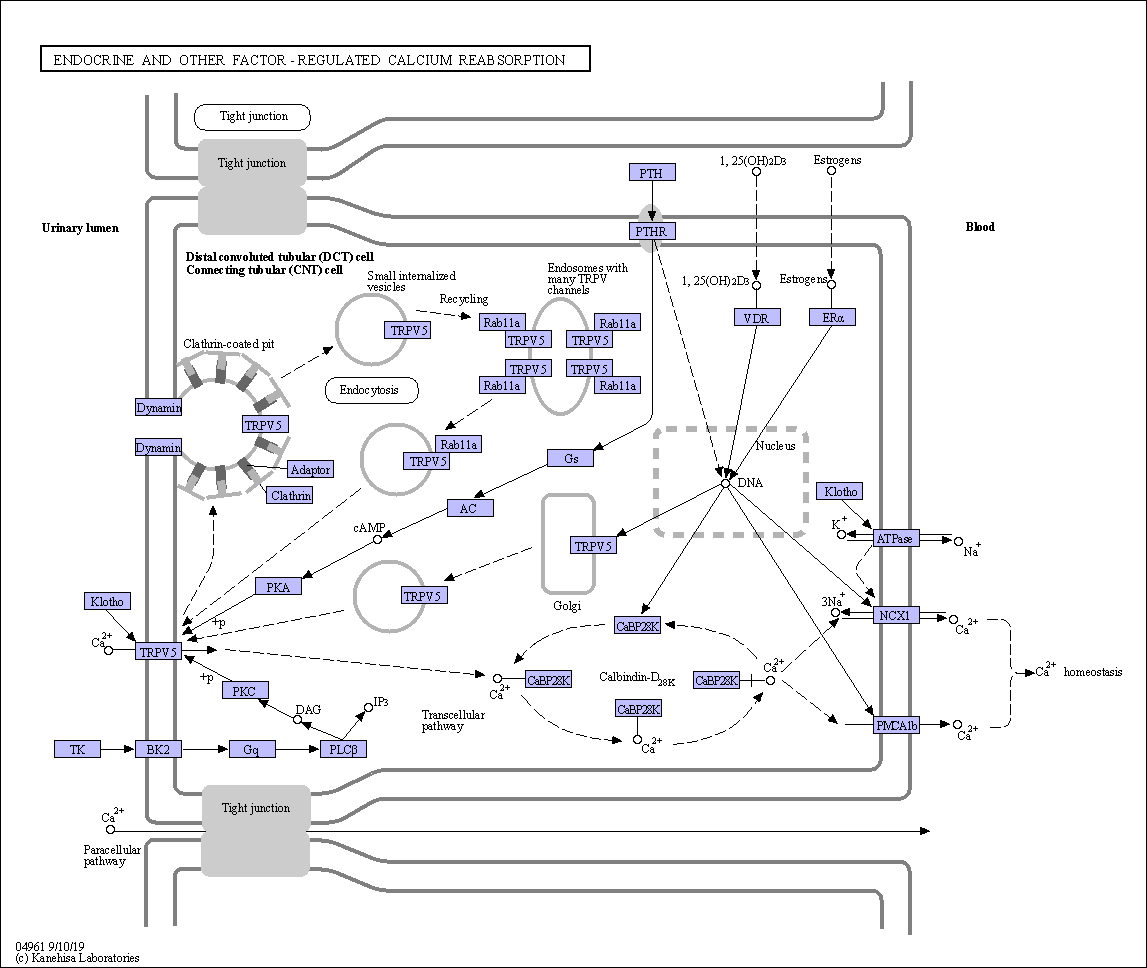 ENDOCRINE AND OTHER FACTOR - REGULATED CALCIUM REABSORPTION
Tight junction
Tight junction
PTH
1, 25(OH)2D3
Estrogens
Urinary lumen
PTHR
Blood
Distal convoluted tubular (DCT) cell
Connecting tubular (CNT) cell
Small internalized
vesicles
Recycling
Endosomes with
many TRPV
channels
1, 25(OH)2D3
Estrogens
Rab11a
Rab11a
VDR
ERα
TRPV5
TRPV5
TRPV5
Clathrin-coated pit
TRPV5
TRPV5
Rab11a
Rab11a
Endocytosis
Dynamin
TRPV5
Dynamin
Rab11a
TRPV5
Nucleus
Gs
Adaptor
Clathrin
DNA
Klotho
AC
cAMP
K+
ATPase
Na+
TRPV5
PKA
TRPV5
Golgi
Klotho
3Na+
NCX1
Ca2+
+p
CaBP28K
Ca2+
TRPV5
Ca2+
Ca2+ homeostasis
+p
PKC
CaBP28K
Ca2+
Calbindin-D28K
CaBP28K
DAG
IP3
CaBP28K
Transcellular
pathway
PMCA1b
Ca2+
TK
BK2
Gq
PLCβ
Ca2+
Tight junction
Ca2+
Paracellular
pathway
04961 9/10/19
(c) Kanehisa Laboratories